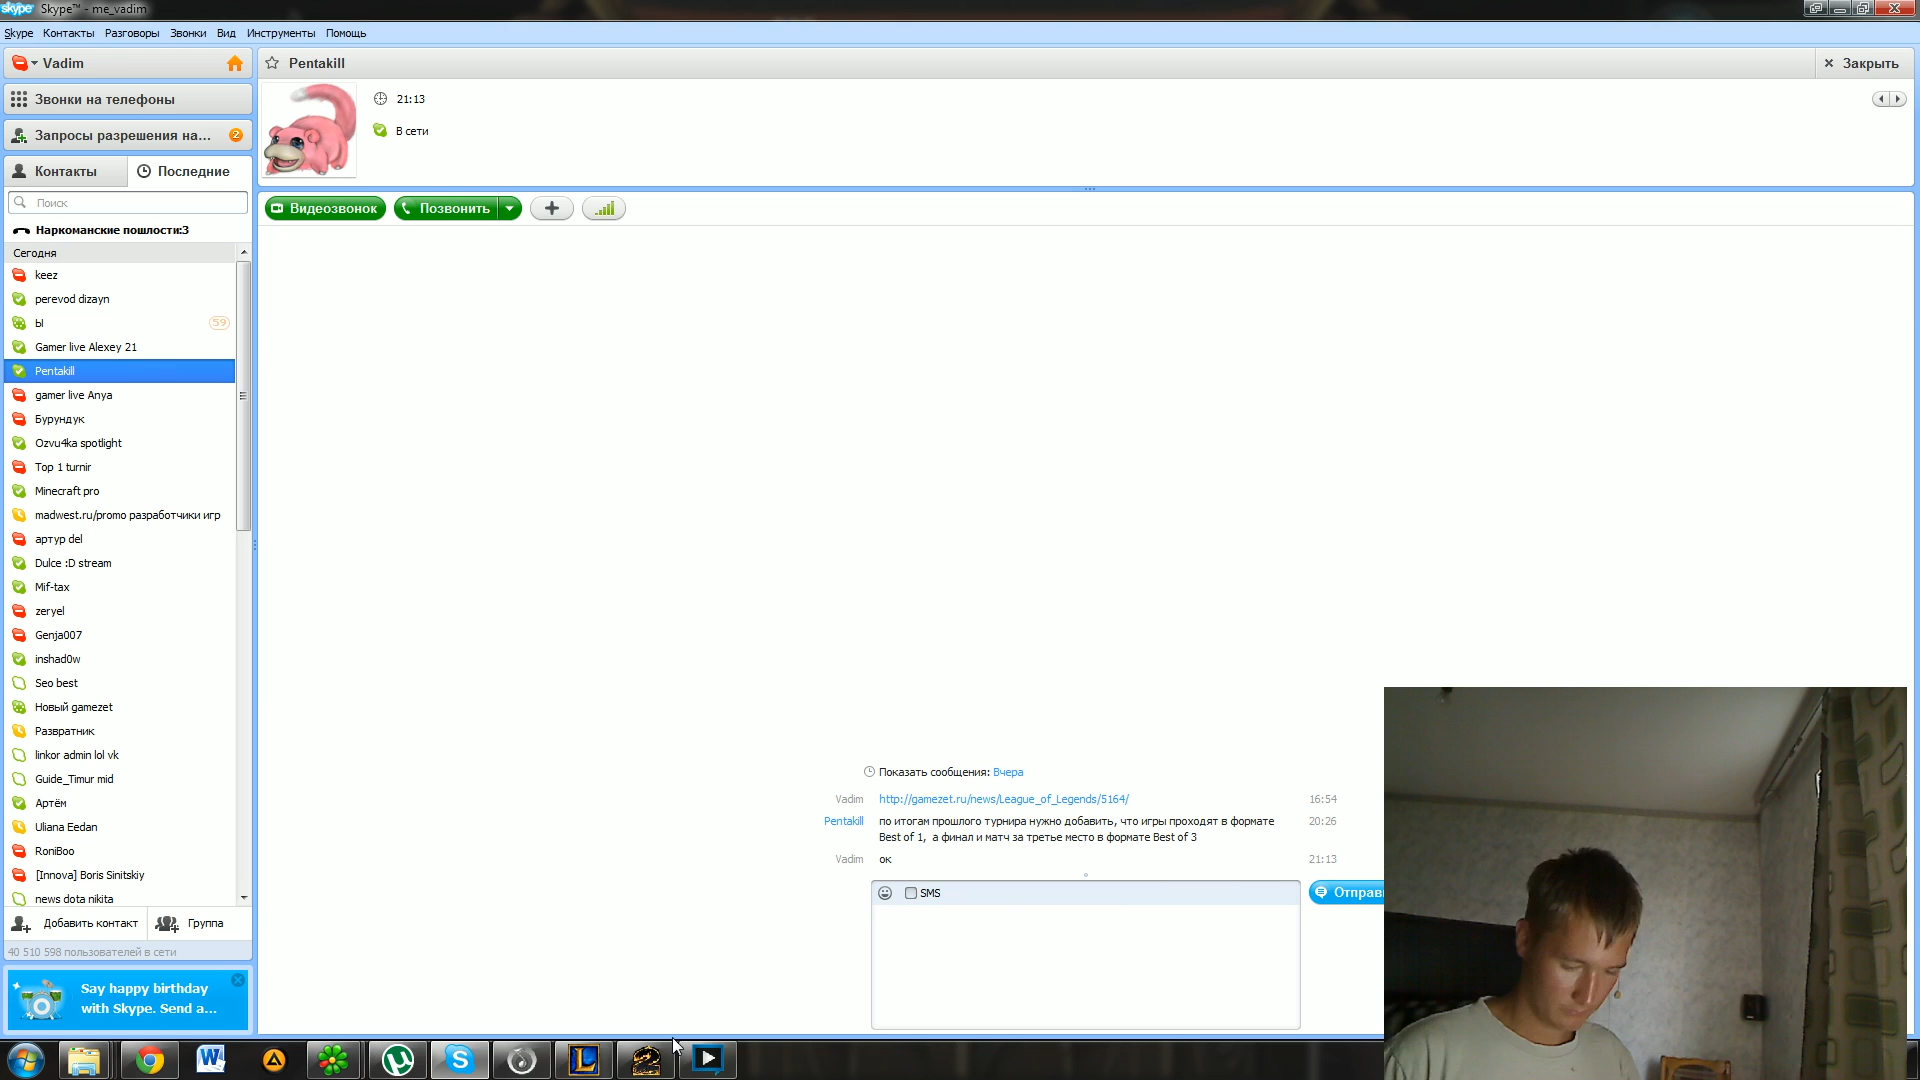 Skype™ - me_vadim
Skype Контакты Разговоры Звонки Вид Инструменты Помощь
Vadim
Звонки на телефоны
Запросы разрешения на... 2
Контакты Последние
Поиск
Наркоманские пошлости:3
Сегодня
keez
perevod dizayn
Ы 59
Gamer live Alexey 21
Pentakill
gamer live Anya
Бурундук
Ozvu4ka spotlight
Top 1 turnir
Minecraft pro
madwest.ru/promo разработчики игр
артур del
Dulce :D stream
Mif-tax
zeryel
Genja007
inshad0w
Seo best
Новый gamezet
Развратник
linkor admin lol vk
Guide_Timur mid
Артём
Uliana Eedan
RoniBoo
[Innova] Boris Sinitskiy
news dota nikita
Добавить контакт Группа
40 510 598 пользователей в сети
Say happy birthday
with Skype. Send a...
Pentakill
Закрыть
21:13
В сети
Видеозвонок Позвонить
Показать сообщения: Вчера
Vadim http://gamezet.ru/news/League_of_Legends/5164/ 16:54
Pentakill по итогам прошлого турнира нужно добавить, что игры проходят в формате 20:26
Best of 1, а финал и матч за третье место в формате Best of 3
Vadim ок 21:13
SMS
Отправи